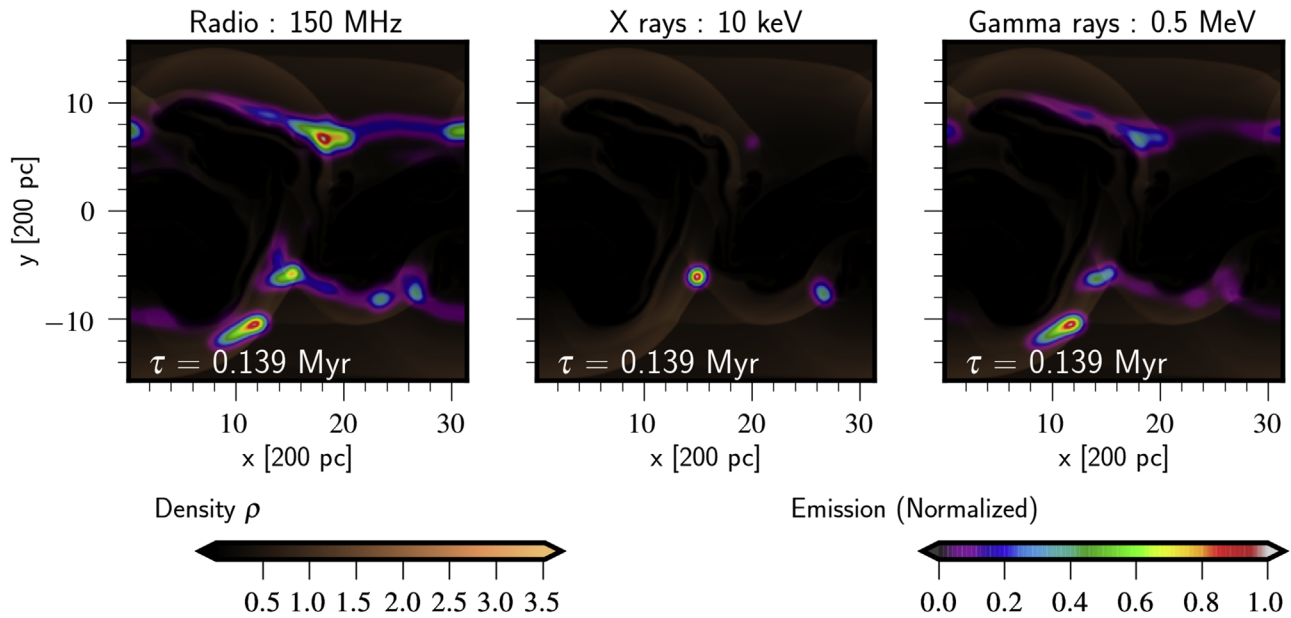 Radio : 150 MHz
X rays : 10 keV
Gamma rays : 0.5 MeV
y [200 pc]
10
0
−10
τ = 0.139 Myr
τ = 0.139 Myr
τ = 0.139 Myr
10 20 30
10 20 30
10 20 30
x [200 pc]
x [200 pc]
x [200 pc]
Density ρ
0.5 1.0 1.5 2.0 2.5 3.0 3.5
Emission (Normalized)
0.0 0.2 0.4 0.6 0.8 1.0